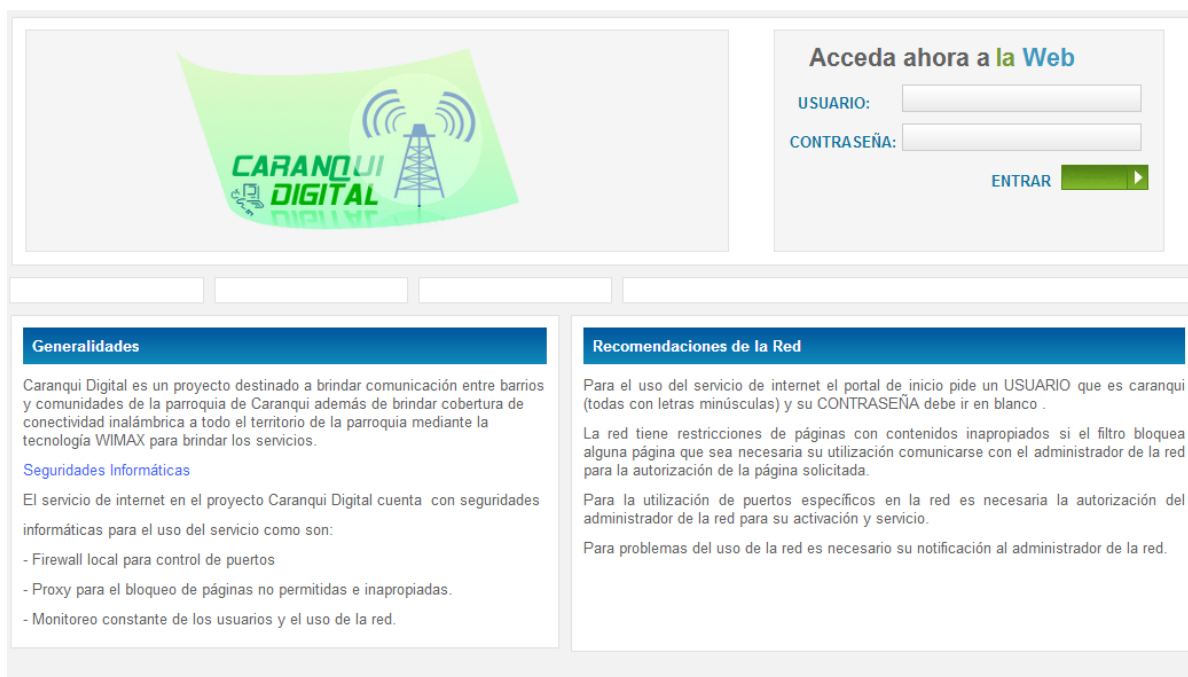 CARANQUI
DIGITAL
Acceda ahora a la Web
USUARIO:
CONTRASEÑA:
ENTRAR
Generalidades
Caranqui Digital es un proyecto destinado a brindar comunicación entre barrios
y comunidades de la parroquia de Caranqui además de brindar cobertura de
conectividad inalámbrica a todo el territorio de la parroquia mediante la
tecnología WIMAX para brindar los servicios.
Seguridades Informáticas
El servicio de internet en el proyecto Caranqui Digital cuenta con seguridades
informáticas para el uso del servicio como son:
- Firewall local para control de puertos
- Proxy para el bloqueo de páginas no permitidas e inapropiadas.
- Monitoreo constante de los usuarios y el uso de la red.
Recomendaciones de la Red
Para el uso del servicio de internet el portal de inicio pide un USUARIO que es caranqui
(todas con letras minúsculas) y su CONTRASEÑA debe ir en blanco .
La red tiene restricciones de páginas con contenidos inapropiados si el filtro bloquea
alguna página que sea necesaria su utilización comunicarse con el administrador de la red
para la autorización de la página solicitada.
Para la utilización de puertos específicos en la red es necesaria la autorización del
administrador de la red para su activación y servicio.
Para problemas del uso de la red es necesario su notificación al administrador de la red.